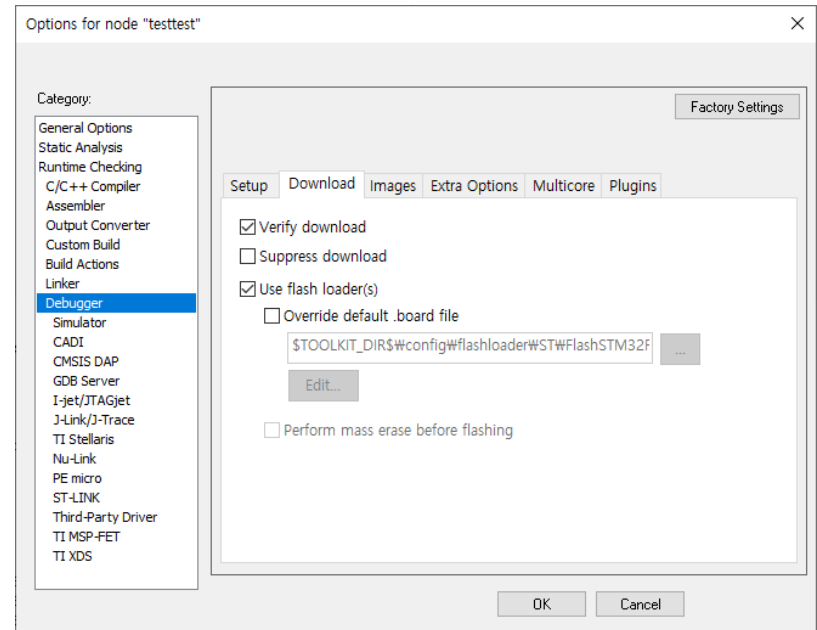 Options for node "testtest"
Category:
General Options
Static Analysis
Runtime Checking
C/C++ Compiler
Assembler
Output Converter
Custom Build
Build Actions
Linker
Debugger
Simulator
CADI
CMSIS DAP
GDB Server
I-jet/JTAGjet
J-Link/J-Trace
TI Stellaris
Nu-Link
PE micro
ST-LINK
Third-Party Driver
TI MSP-FET
TI XDS
Factory Settings
Setup Download Images Extra Options Multicore Plugins
Verify download
Suppress download
Use flash loader(s)
Override default .board file
$TOOLKIT_DIR$₩config₩flashloader₩ST₩FlashSTM32F ...
Edit...
Perform mass erase before flashing
OK Cancel